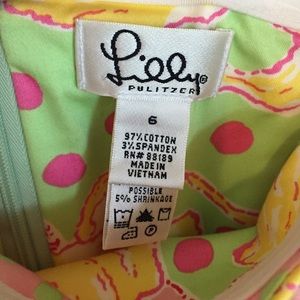 Lilly®
PULITZER
6
97% COTTON
3% SPANDEX
RN# 88189
MADE IN
VIETNAM
POSSIBLE
5% SHRINKAGE